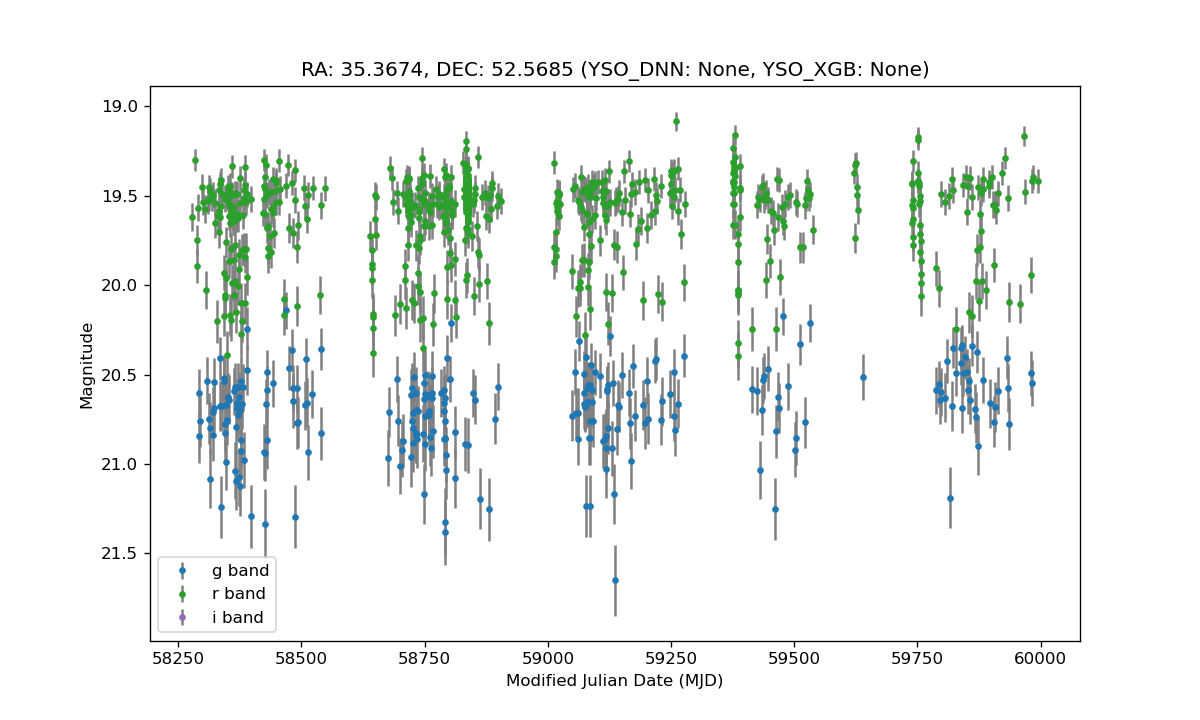 RA: 35.3674, DEC: 52.5685 (YSO_DNN: None, YSO_XGB: None)
19.0
19.5
20.0
20.5
21.0
21.5
Magnitude
g band
r band
i band
58250 58500 58750 59000 59250 59500 59750 60000
Modified Julian Date (MJD)